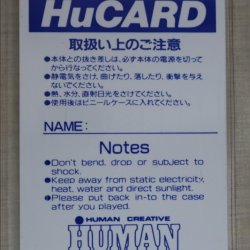 HuCARD
取扱い上のご注意
●本体との抜き差しは、必ず本体の電源を切って
から行なってください。
●静電気をさけ、曲げたり、落したり、衝撃を与え
ないでください。
●熱、水分、直射日光をさけてください。
●使用後はビニールケースに入れてください。
NAME:
Notes
●Don't bend, drop or subject to
shock.
●Keep away from static electricity,
heat, water and direct sunlight.
●Please put back in-to the case
after you played.
HUMAN CREATIVE
HUMAN